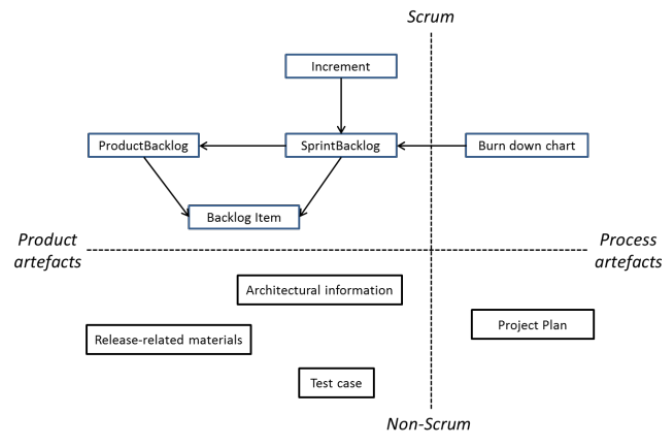 Scrum
Increment
ProductBacklog
SprintBacklog
Burn down chart
Backlog Item
Product
artefacts
Process
artefacts
Architectural information
Project Plan
Release-related materials
Test case
Non-Scrum